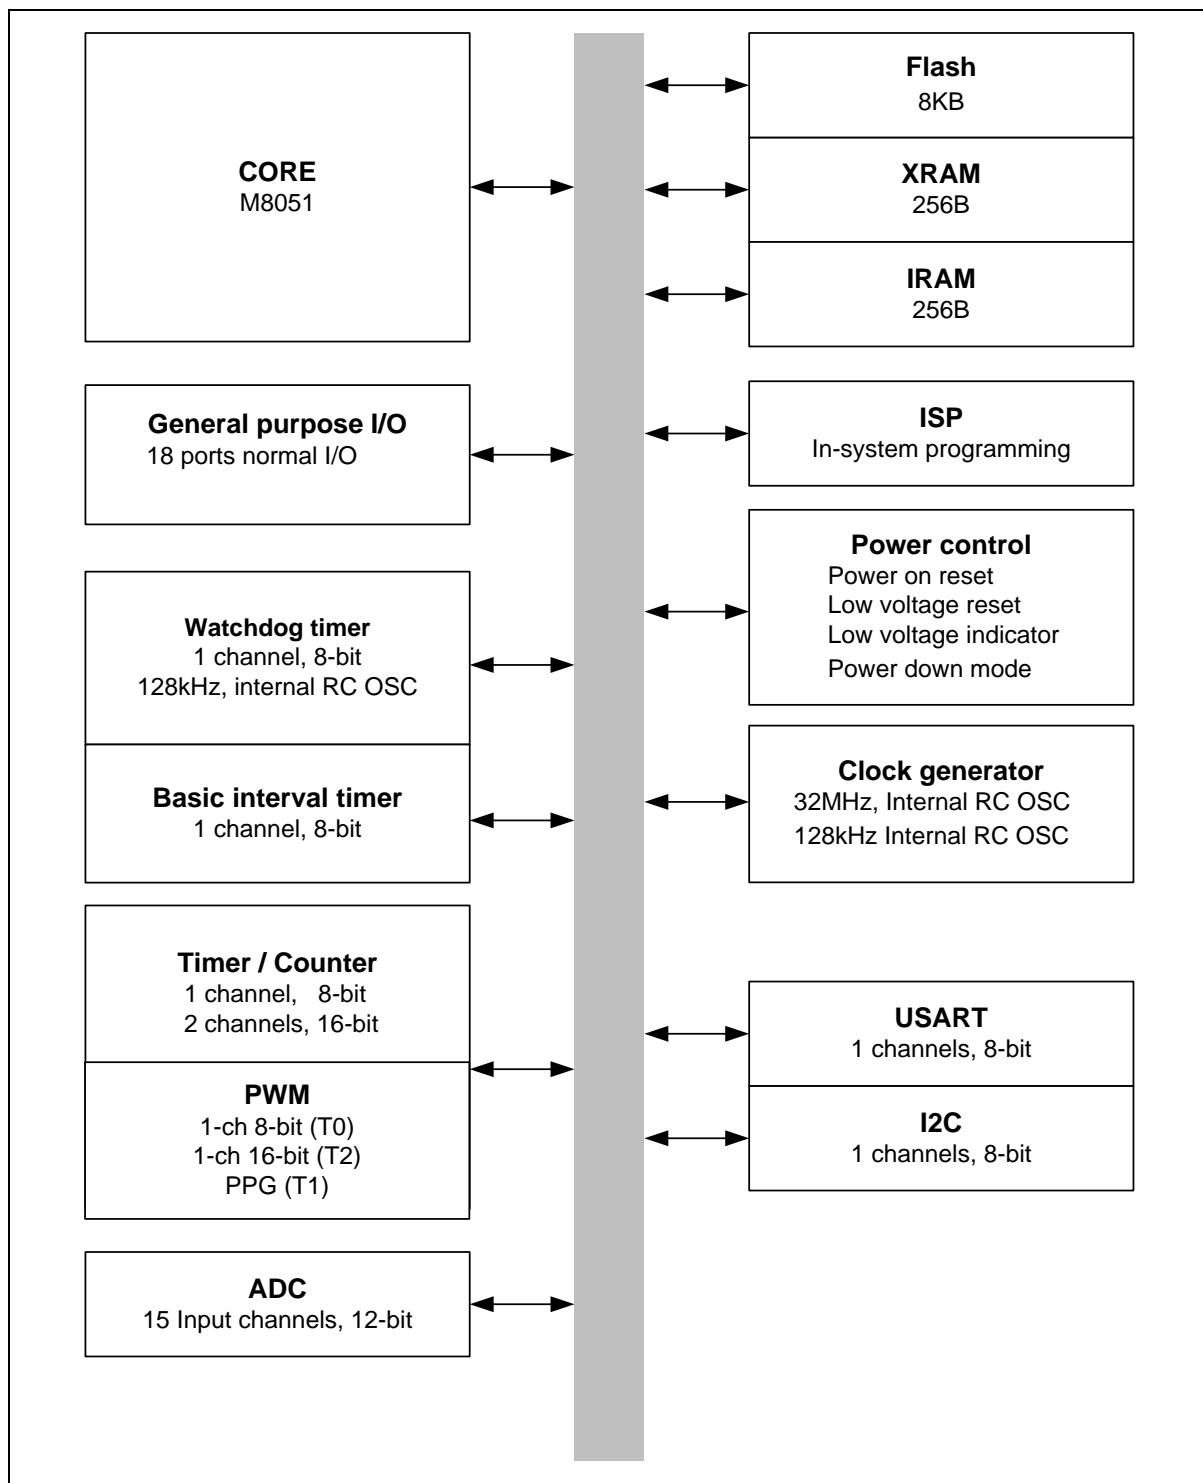 CORE
M8051
General purpose I/O
18 ports normal I/O
Watchdog timer
1 channel, 8-bit
128kHz, internal RC OSC
Basic interval timer
1 channel, 8-bit
Timer / Counter
1 channel, 8-bit
2 channels, 16-bit
PWM
1-ch 8-bit (T0)
1-ch 16-bit (T2)
PPG (T1)
ADC
15 Input channels, 12-bit
Flash
8KB
XRAM
256B
IRAM
256B
ISP
In-system programming
Power control
Power on reset
Low voltage reset
Low voltage indicator
Power down mode
Clock generator
32MHz, Internal RC OSC
128kHz Internal RC OSC
USART
1 channels, 8-bit
I2C
1 channels, 8-bit